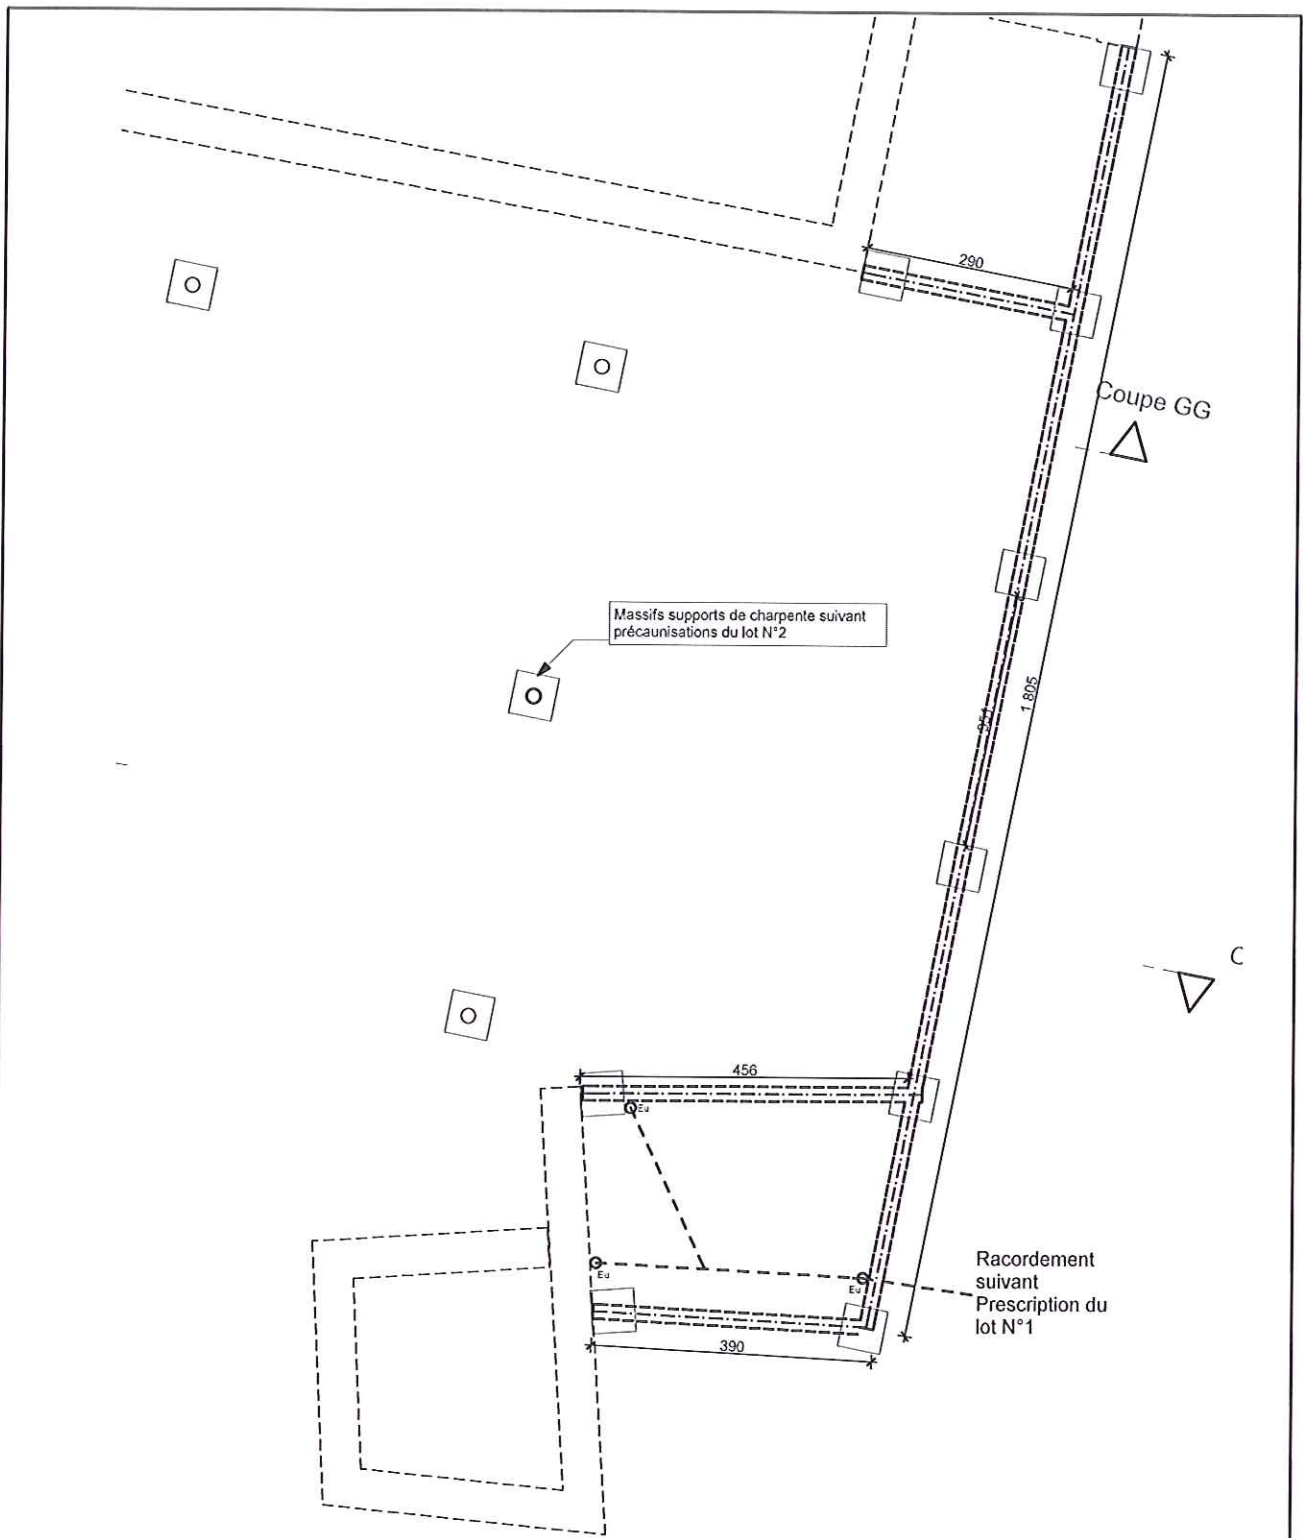 290
Coupe GG
Massifs supports de charpente suivant
précaunisations du lot N°2
1 805
C
456
Eu
Eu
Eu
Racordement
suivant
Prescription du
lot N°1
390